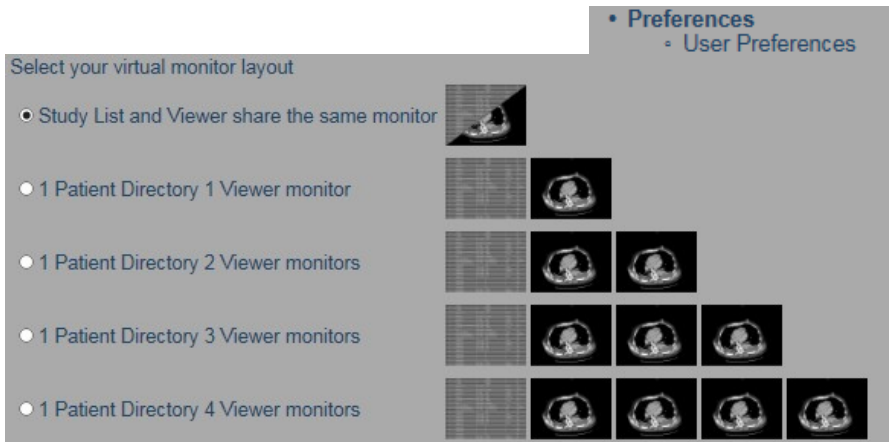 Preferences
User Preferences
Select your virtual monitor layout
Study List and Viewer share the same monitor
1 Patient Directory 1 Viewer monitor
1 Patient Directory 2 Viewer monitors
1 Patient Directory 3 Viewer monitors
1 Patient Directory 4 Viewer monitors